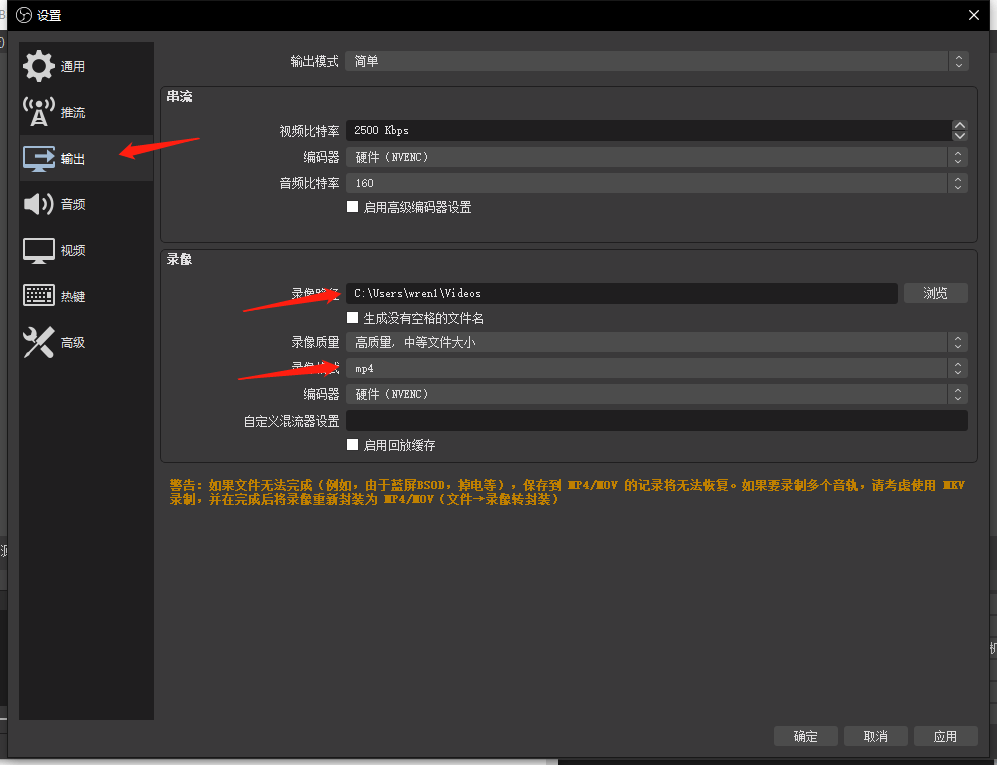 设置
通用
推流
输出
音频
视频
热键
高级
输出模式 简单
串流
视频比特率 2500 Kbps
编码器 硬件（NVENC）
音频比特率 160
启用高级编码器设置
录像
录像路径 C:\Users\wren1\Videos 浏览
生成没有空格的文件名
录像质量 高质量, 中等文件大小
录像格式 mp4
编码器 硬件（NVENC）
自定义混流器设置
启用回放缓存
警告：如果文件无法完成（例如，由于蓝屏BSOD，掉电等），保存到 MP4/MOV 的记录将无法恢复。如果要录制多个音轨，请考虑使用 MKV
录制，并在完成后将录像重新封装为 MP4/MOV（文件→录像转封装）
确定 取消 应用